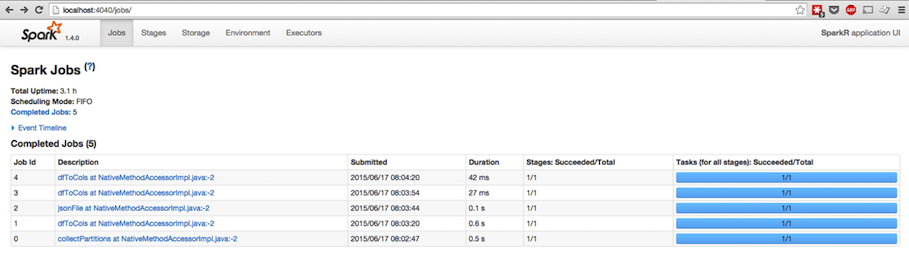 localhost:4040/jobs/
Spark 1.4.0 Jobs Stages Storage Environment Executors SparkR application UI
Spark Jobs (?)
Total Uptime: 3.1 h
Scheduling Mode: FIFO
Completed Jobs: 5
Event Timeline
Completed Jobs (5)
Job Id Description Submitted Duration Stages: Succeeded/Total Tasks (for all stages): Succeeded/Total
4 dfToCols at NativeMethodAccessorImpl.java:-2 2015/06/17 08:04:20 42 ms 1/1 1/1
3 dfToCols at NativeMethodAccessorImpl.java:-2 2015/06/17 08:03:54 27 ms 1/1 1/1
2 jsonFile at NativeMethodAccessorImpl.java:-2 2015/06/17 08:03:44 0.1 s 1/1 1/1
1 dfToCols at NativeMethodAccessorImpl.java:-2 2015/06/17 08:03:20 0.6 s 1/1 1/1
0 collectPartitions at NativeMethodAccessorImpl.java:-2 2015/06/17 08:02:47 0.5 s 1/1 1/1